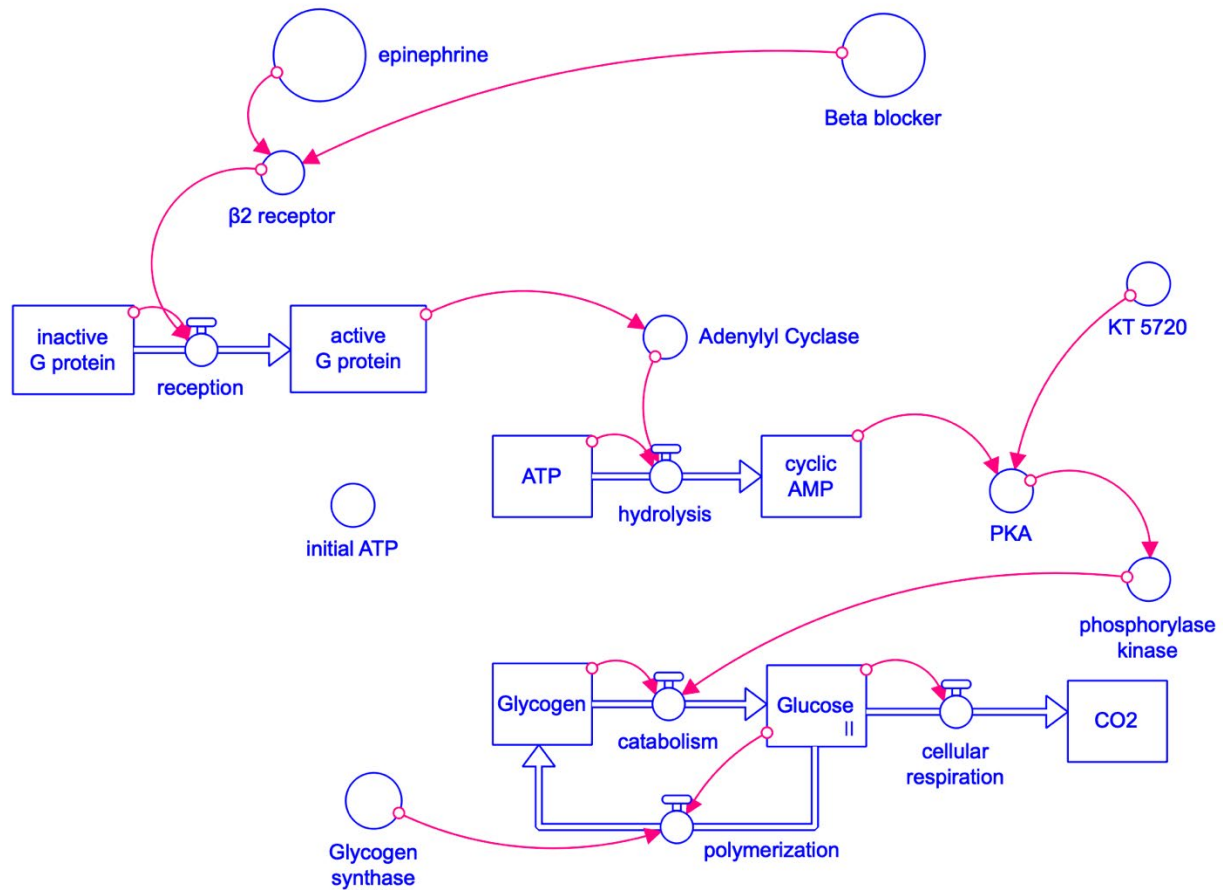 epinephrine
Beta blocker
β2 receptor
inactive
G protein
reception
active
G protein
Adenylyl Cyclase
KT 5720
ATP
hydrolysis
cyclic
AMP
PKA
initial ATP
phosphorylase
kinase
Glycogen
catabolism
Glucose
cellular
respiration
CO2
Glycogen
synthase
polymerization